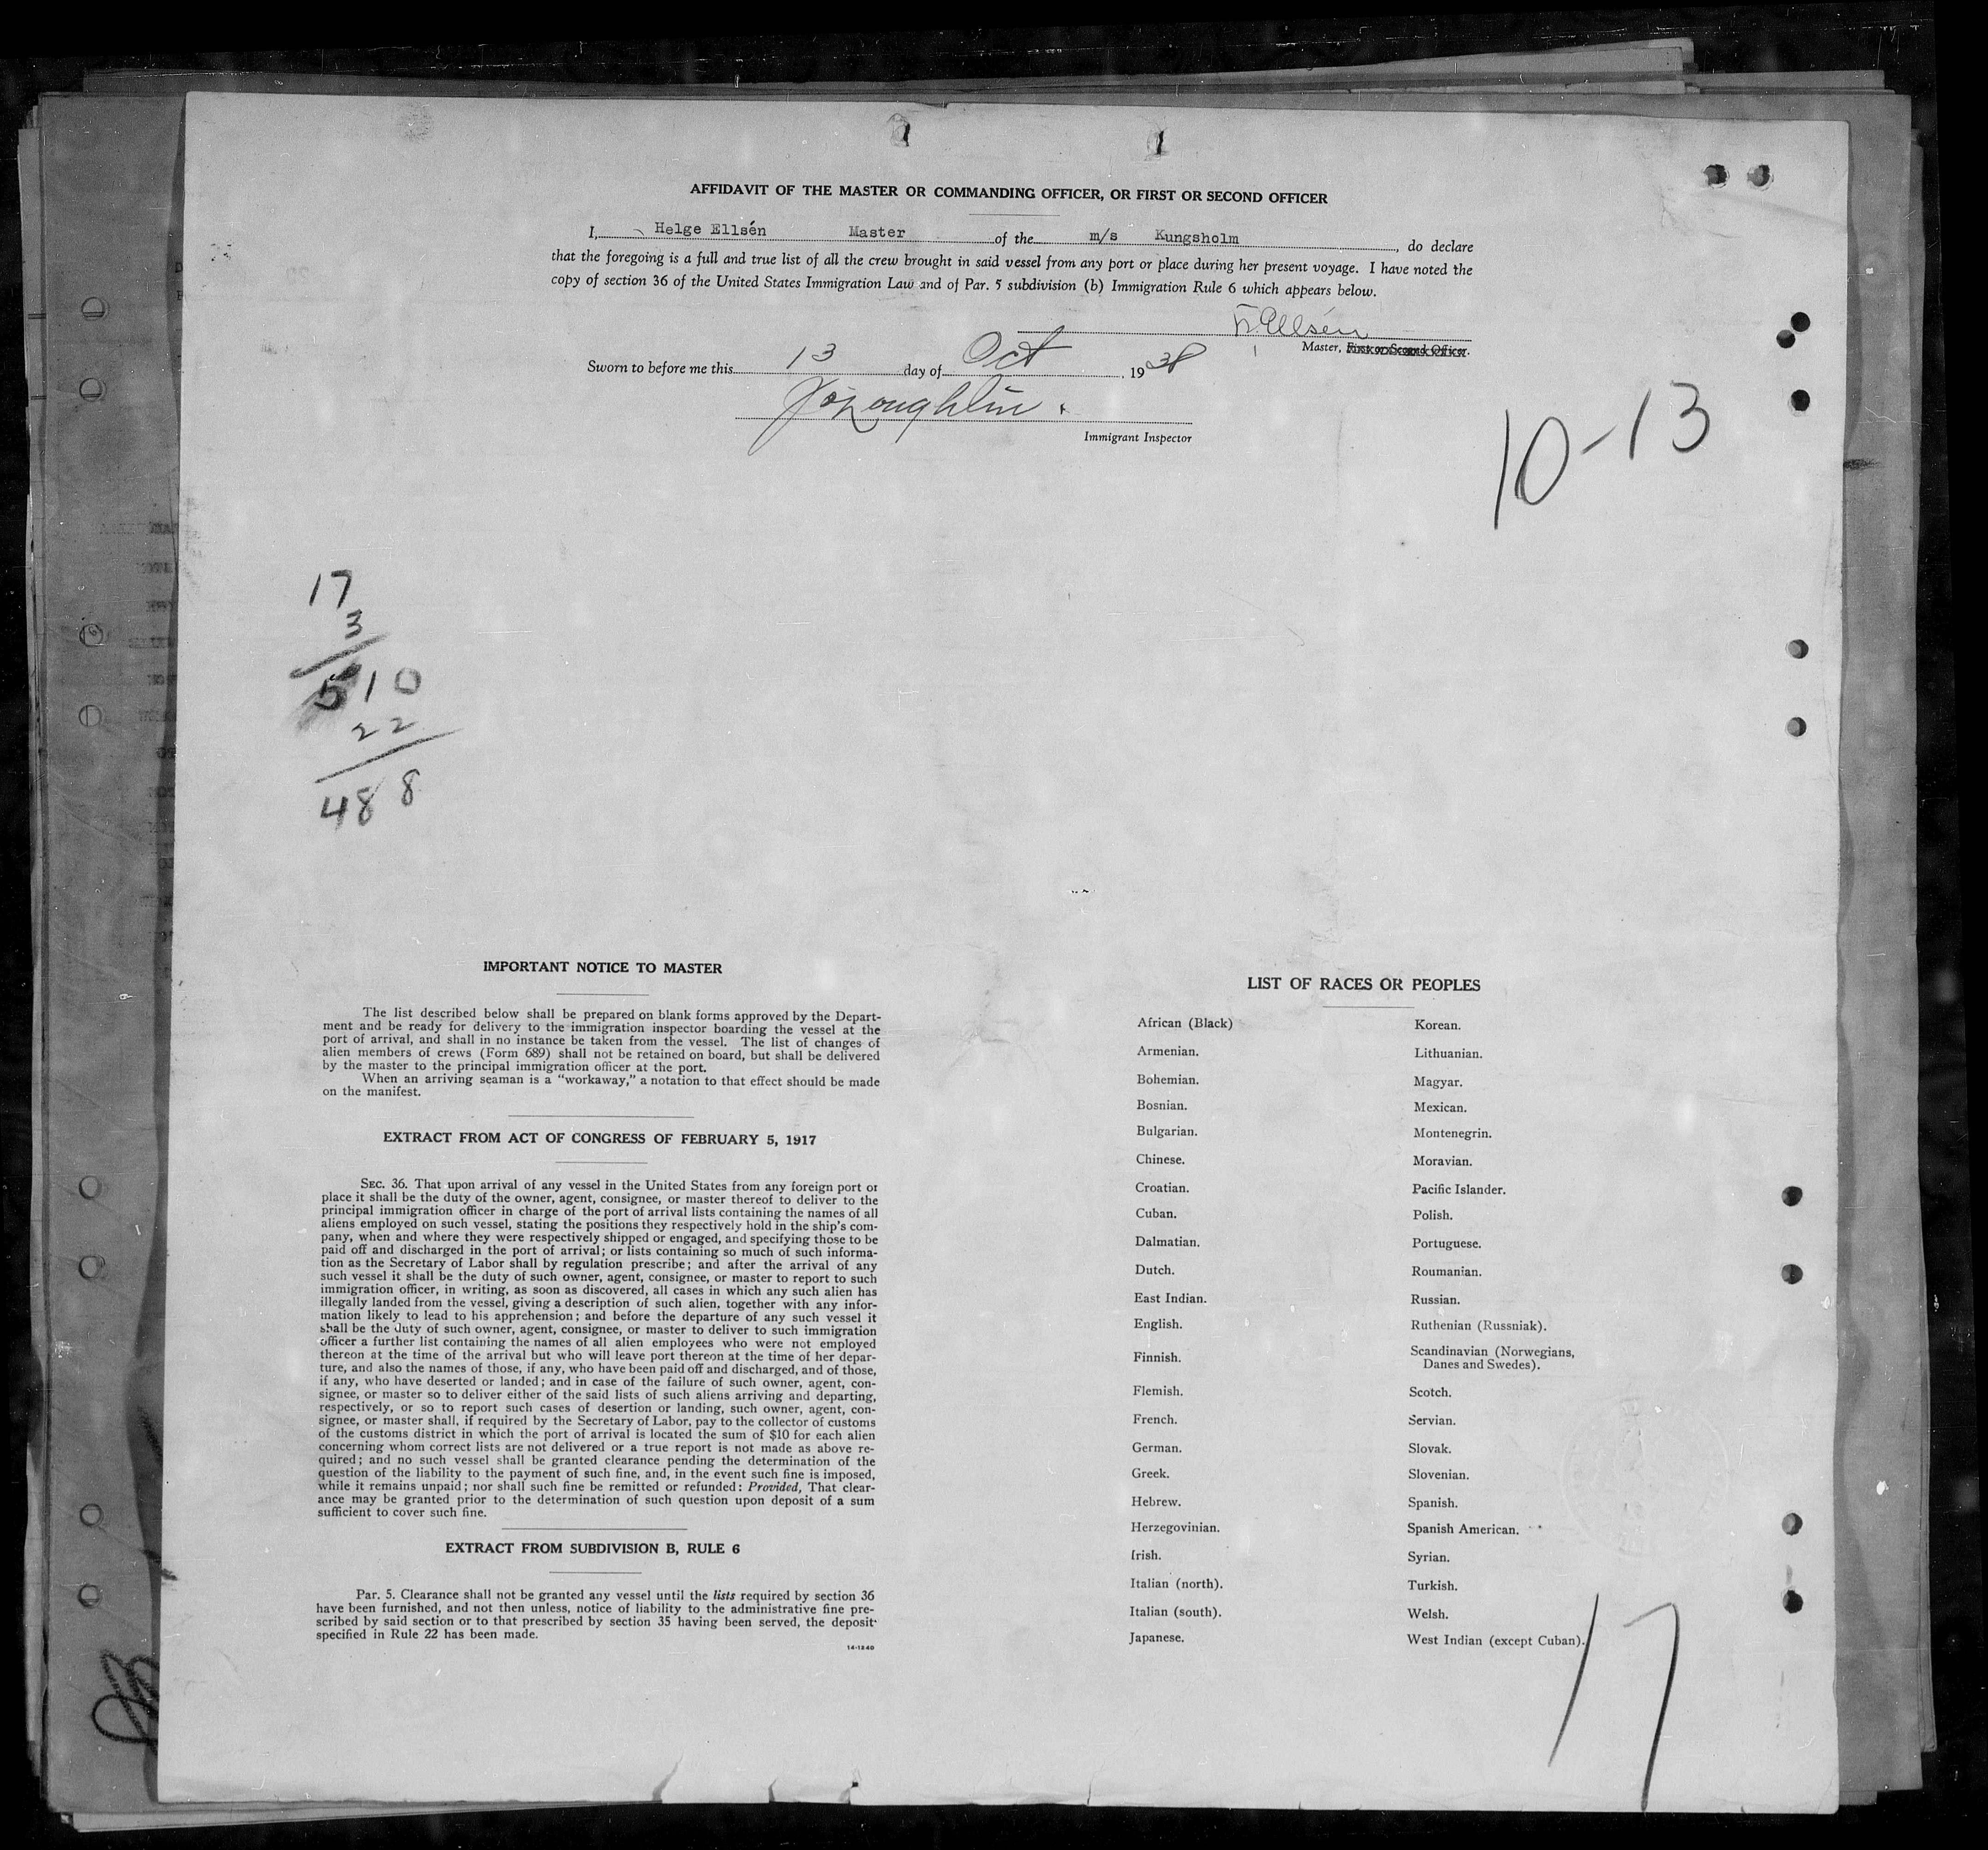 AFFIDAVIT OF THE MASTER OR COMMANDING OFFICER, OR FIRST OR SECOND OFFICER
I, Helge Ellsén Master of the m/s Kungsholm, do declare
that the foregoing is a full and true list of all the crew brought in said vessel from any port or place during her present voyage. I have noted the
copy of section 36 of the United States Immigration Law and of Par. 5 subdivision (b) Immigration Rule 6 which appears below.
Ellsén
Master, First or Second Officer.
Sworn to before me this 13 day of Oct, 1938
Immigrant Inspector
10-13
17
3
510
22
488
IMPORTANT NOTICE TO MASTER
The list described below shall be prepared on blank forms approved by the Depart-
ment and be ready for delivery to the immigration inspector boarding the vessel at the
port of arrival, and shall in no instance be taken from the vessel. The list of changes of
alien members of crews (Form 689) shall not be retained on board, but shall be delivered
by the master to the principal immigration officer at the port.
When an arriving seaman is a "workaway," a notation to that effect should be made
on the manifest.
EXTRACT FROM ACT OF CONGRESS OF FEBRUARY 5, 1917
SEC. 36. That upon arrival of any vessel in the United States from any foreign port or
place it shall be the duty of the owner, agent, consignee, or master thereof to deliver to the
principal immigration officer in charge of the port of arrival lists containing the names of all
aliens employed on such vessel, stating the positions they respectively hold in the ship's com-
pany, when and where they were respectively shipped or engaged, and specifying those to be
paid off and discharged in the port of arrival; or lists containing so much of such informa-
tion as the Secretary of Labor shall by regulation prescribe; and after the arrival of any
such vessel it shall be the duty of such owner, agent, consignee, or master to report to such
immigration officer, in writing, as soon as discovered, all cases in which any such alien has
illegally landed from the vessel, giving a description of such alien, together with any infor-
mation likely to lead to his apprehension; and before the departure of any such vessel it
shall be the duty of such owner, agent, consignee, or master to deliver to such immigration
officer a further list containing the names of all alien employees who were not employed
thereon at the time of the arrival but who will leave port thereon at the time of her depar-
ture, and also the names of those, if any, who have been paid off and discharged, and of those,
if any, who have deserted or landed; and in case of the failure of such owner, agent, con-
signee, or master so to deliver either of the said lists of such aliens arriving and departing,
respectively, or so to report such cases of desertion or landing, such owner, agent, con-
signee, or master shall, if required by the Secretary of Labor, pay to the collector of customs
of the customs district in which the port of arrival is located the sum of $10 for each alien
concerning whom correct lists are not delivered or a true report is not made as above re-
quired; and no such vessel shall be granted clearance pending the determination of the
question of the liability to the payment of such fine, and, in the event such fine is imposed,
while it remains unpaid; nor shall such fine be remitted or refunded: Provided, That clear-
ance may be granted prior to the determination of such question upon deposit of a sum
sufficient to cover such fine.
EXTRACT FROM SUBDIVISION B, RULE 6
Par. 5. Clearance shall not be granted any vessel until the lists required by section 36
have been furnished, and not then unless, notice of liability to the administrative fine pre-
scribed by said section or to that prescribed by section 35 having been served, the deposit
specified in Rule 22 has been made.
14-1240
LIST OF RACES OR PEOPLES
African (Black)
Armenian.
Bohemian.
Bosnian.
Bulgarian.
Chinese.
Croatian.
Cuban.
Dalmatian.
Dutch.
East Indian.
English.
Finnish.
Flemish.
French.
German.
Greek.
Hebrew.
Herzegovinian.
Irish.
Italian (north).
Italian (south).
Japanese.
Korean.
Lithuanian.
Magyar.
Mexican.
Montenegrin.
Moravian.
Pacific Islander.
Polish.
Portuguese.
Roumanian.
Russian.
Ruthenian (Russniak).
Scandinavian (Norwegians,
Danes and Swedes).
Scotch.
Servian.
Slovak.
Slovenian.
Spanish.
Spanish American.
Syrian.
Turkish.
Welsh.
West Indian (except Cuban).
17